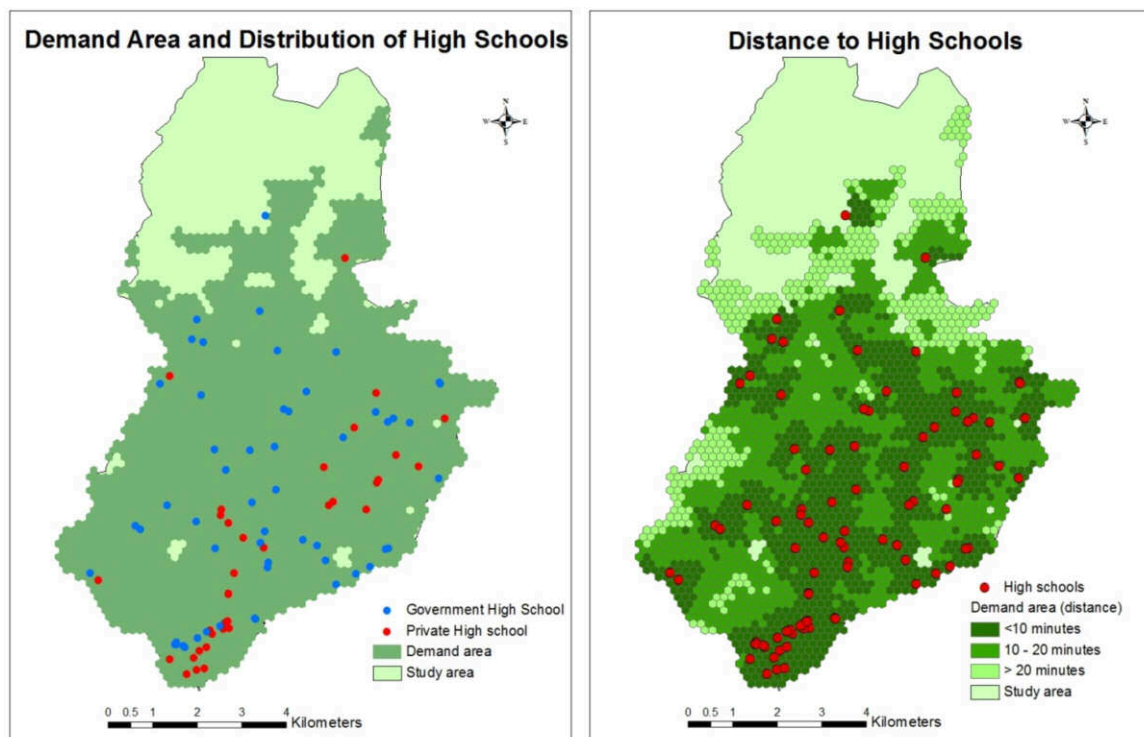 Demand Area and Distribution of High Schools
N
W E
S
Government High School
Private High school
Demand area
Study area
0 0.5 1 2 3 4
Kilometers
Distance to High Schools
N
W E
S
High schools
Demand area (distance)
<10 minutes
10 - 20 minutes
> 20 minutes
Study area
0 0.5 1 2 3 4
Kilometers